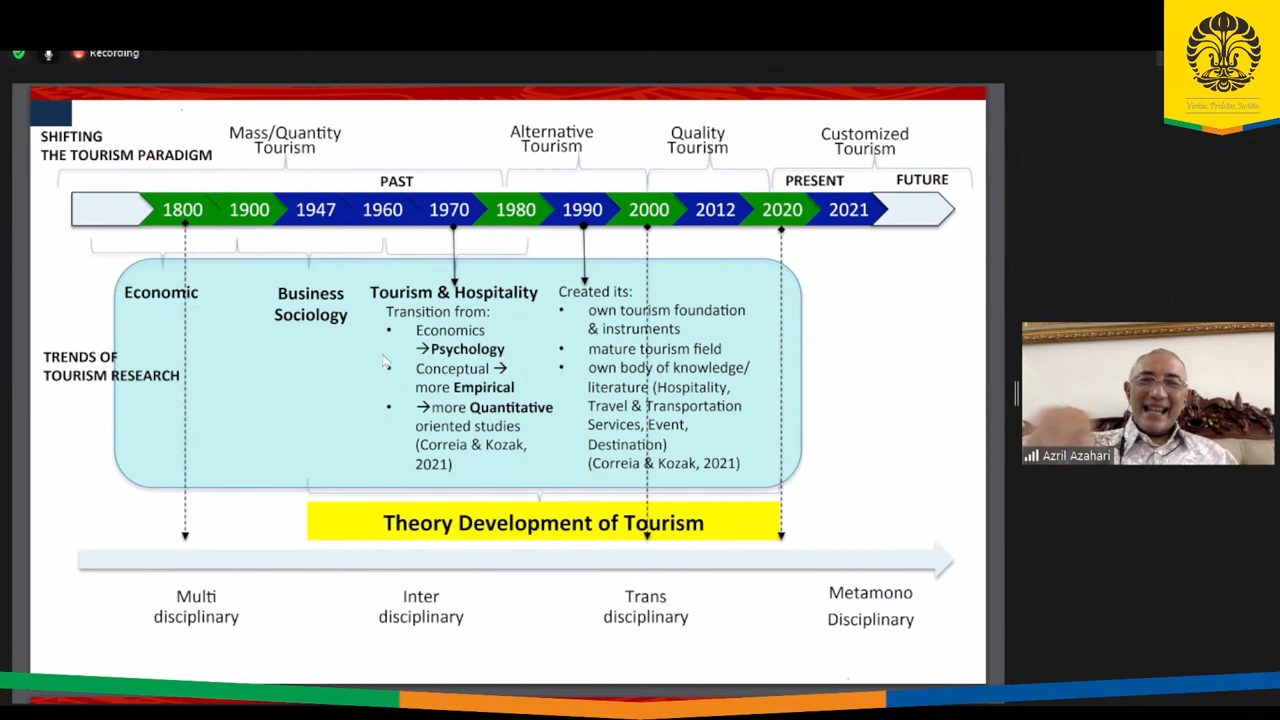 Recording
Veritas, Probitas, Iustitia
SHIFTING
THE TOURISM PARADIGM
Mass/Quantity
Tourism
Alternative
Tourism
Quality
Tourism
Customized
Tourism
PAST
PRESENT
FUTURE
1800
1900
1947
1960
1970
1980
1990
2000
2012
2020
2021
TRENDS OF
TOURISM RESEARCH
Economic
Business
Sociology
Tourism & Hospitality
Transition from:
• Economics
→Psychology
• Conceptual →
more Empirical
• →more Quantitative
oriented studies
(Correia & Kozak,
2021)
Created its:
• own tourism foundation
& instruments
• mature tourism field
• own body of knowledge/
literature (Hospitality,
Travel & Transportation
Services, Event,
Destination)
(Correia & Kozak, 2021)
Theory Development of Tourism
Multi
disciplinary
Inter
disciplinary
Trans
disciplinary
Metamono
Disciplinary
Azril Azahari